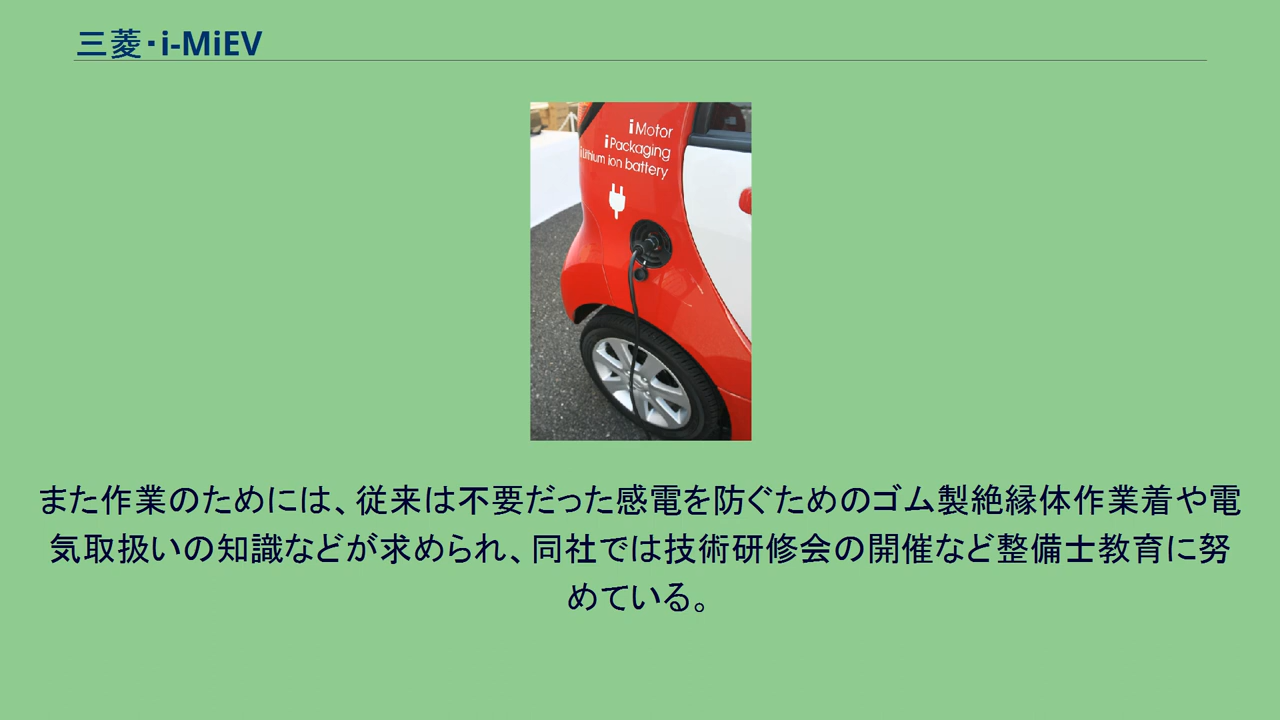 三菱・i-MiEV
i Motor
i Packaging
i Lithium ion battery
また作業のためには、従来は不要だった感電を防ぐためのゴム製絶縁体作業着や電
気取扱いの知識などが求められ、同社では技術研修会の開催など整備士教育に努
めている。